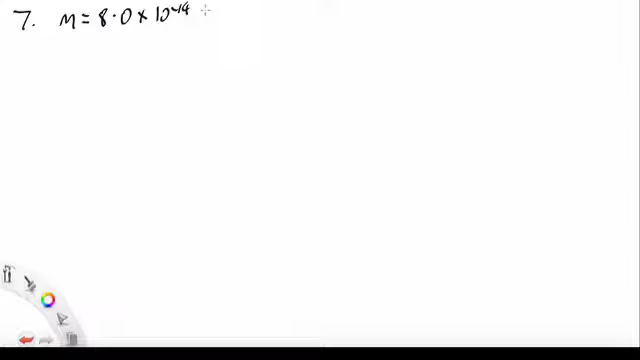 7. m = 8.0 × 10⁻¹⁴